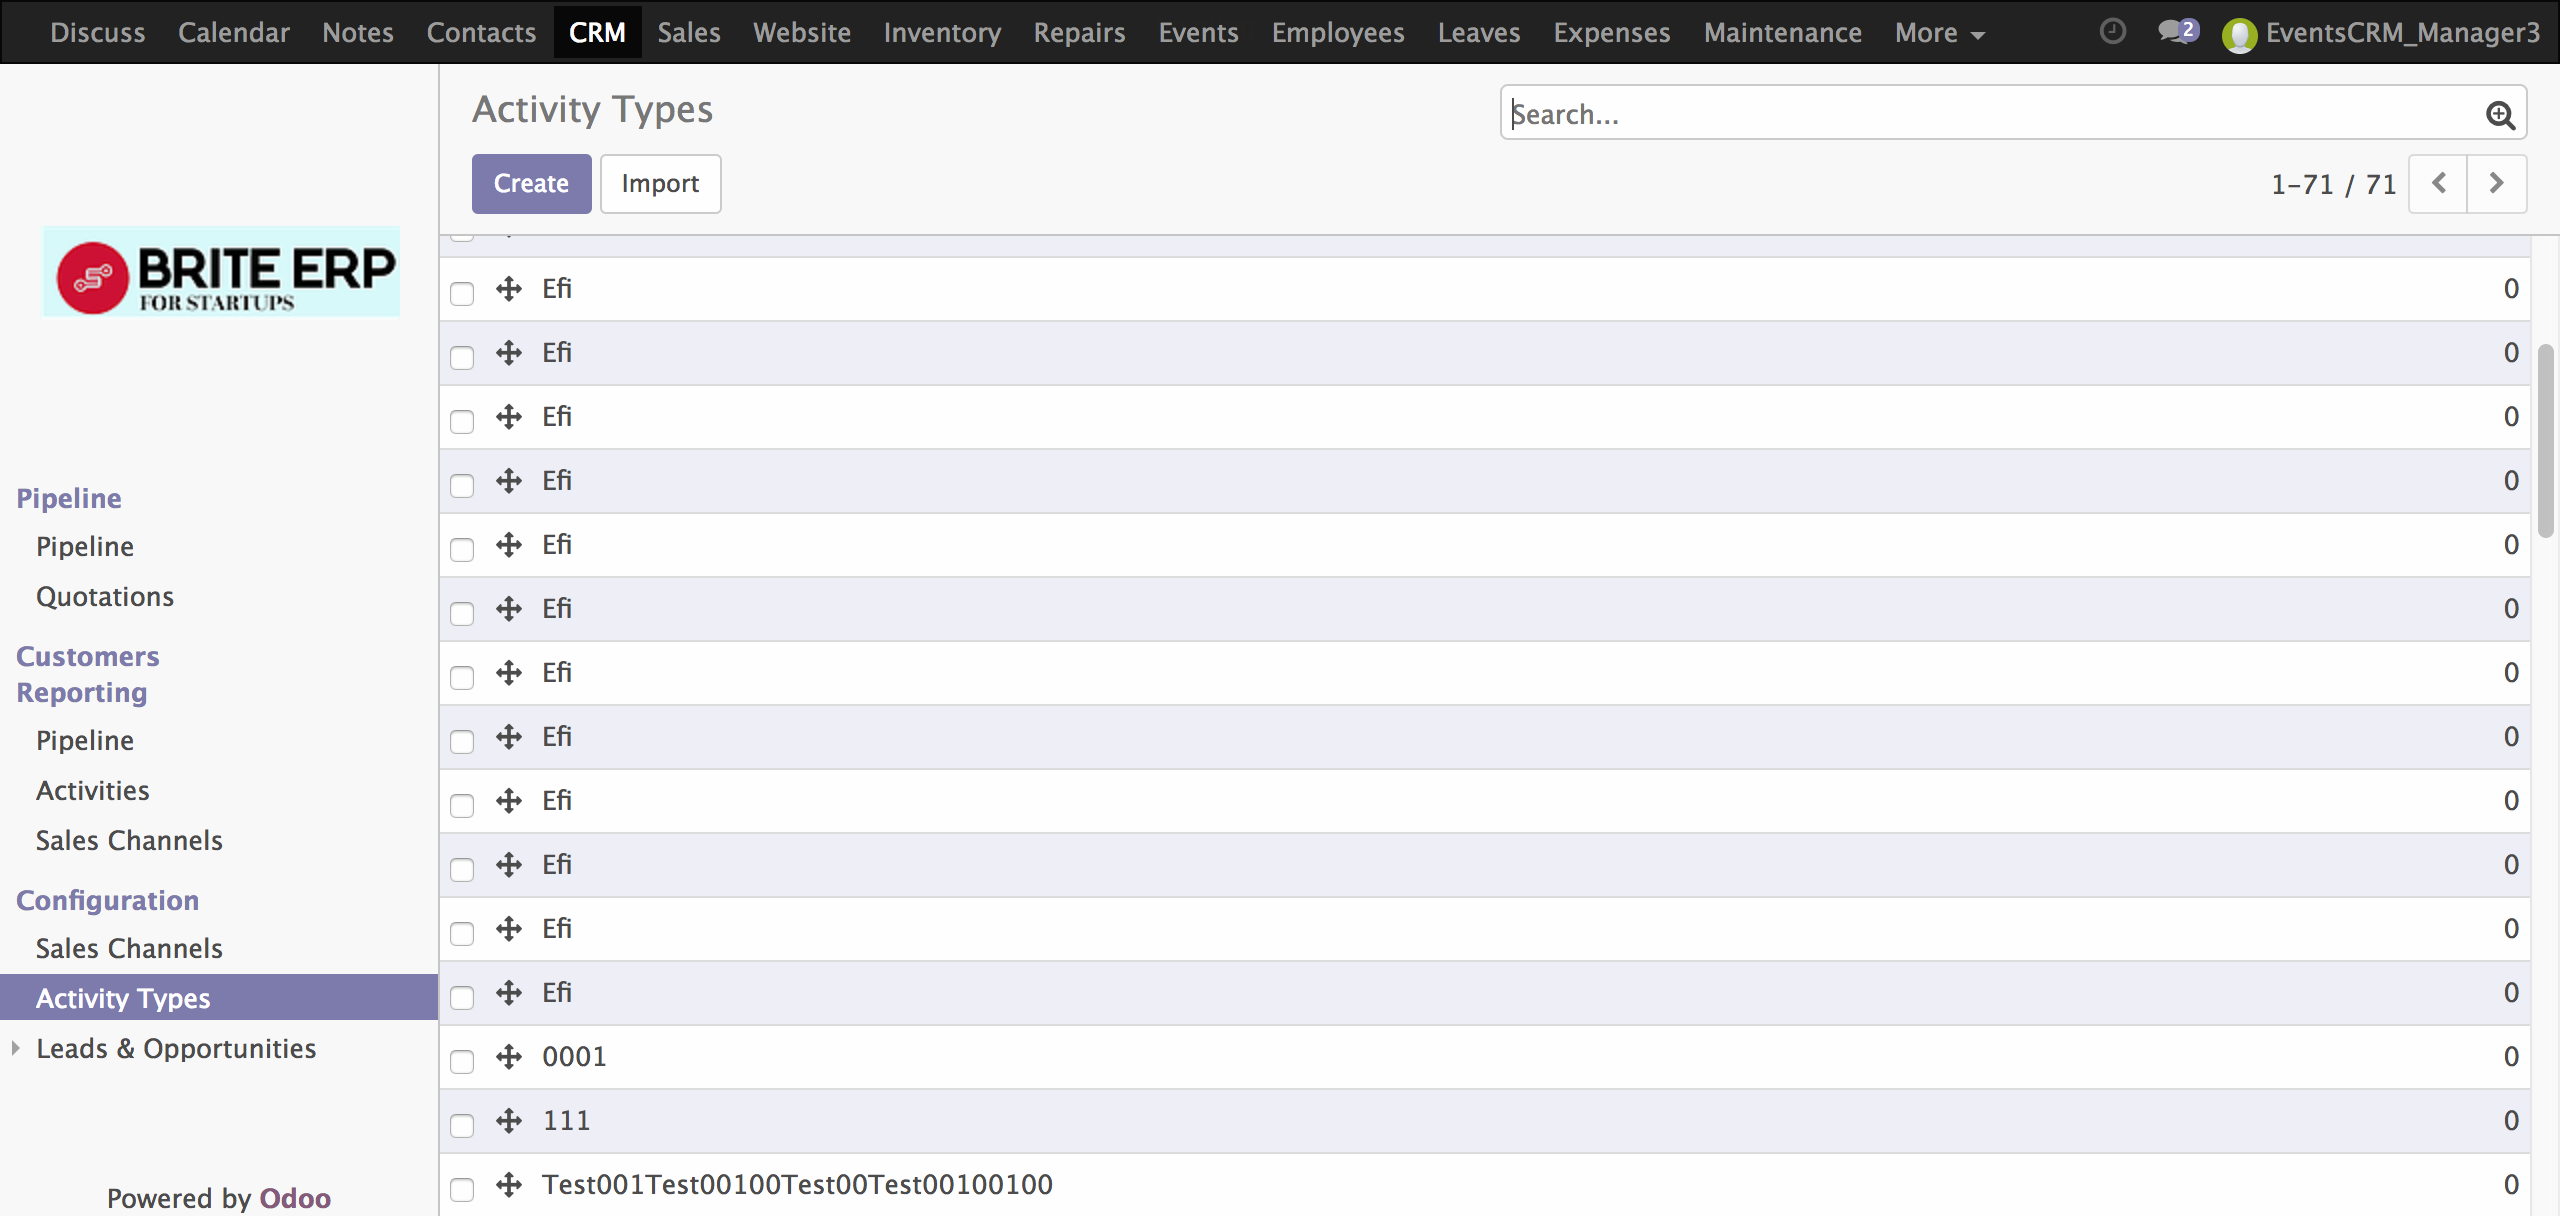 Discuss Calendar Notes Contacts CRM Sales Website Inventory Repairs Events Employees Leaves Expenses Maintenance More 2 EventsCRM_Manager3
Activity Types
Search...
Create Import
1-71 / 71
BRITE ERP
FOR STARTUPS
Pipeline
Pipeline
Quotations
Customers
Reporting
Pipeline
Activities
Sales Channels
Configuration
Sales Channels
Activity Types
Leads & Opportunities
Powered by Odoo
Efi 0
Efi 0
Efi 0
Efi 0
Efi 0
Efi 0
Efi 0
Efi 0
Efi 0
Efi 0
Efi 0
Efi 0
0001 0
111 0
Test001Test00100Test00Test00100100 0